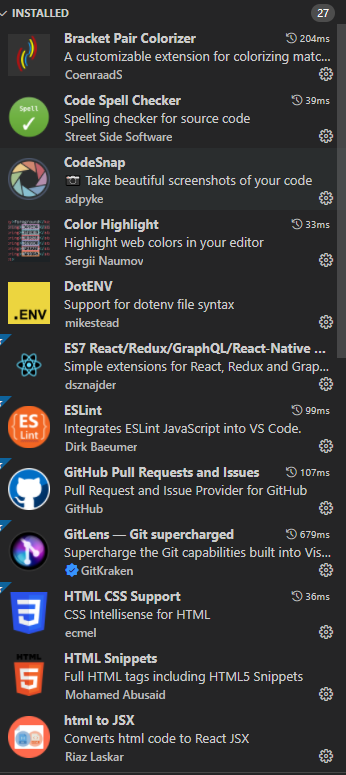 INSTALLED 27
Bracket Pair Colorizer 204ms
A customizable extension for colorizing matc...
CoenraadS
Spell
Code Spell Checker 39ms
Spelling checker for source code
Street Side Software
CodeSnap
📷 Take beautiful screenshots of your code
adpyke
Color Highlight 33ms
Highlight web colors in your editor
Sergii Naumov
DotENV
Support for dotenv file syntax
.ENV
mikestead
ES7 React/Redux/GraphQL/React-Native ...
Simple extensions for React, Redux and Grap...
dsznajder
ESLint 99ms
ES
Lint
Integrates ESLint JavaScript into VS Code.
Dirk Baeumer
GitHub Pull Requests and Issues 107ms
Pull Request and Issue Provider for GitHub
GitHub
GitLens — Git supercharged 679ms
Supercharge the Git capabilities built into Vis...
GitKraken
HTML CSS Support 36ms
3
CSS Intellisense for HTML
ecmel
HTML Snippets
HTML
5
Full HTML tags including HTML5 Snippets
Mohamed Abusaid
html to JSX
Converts html code to React JSX
Riaz Laskar